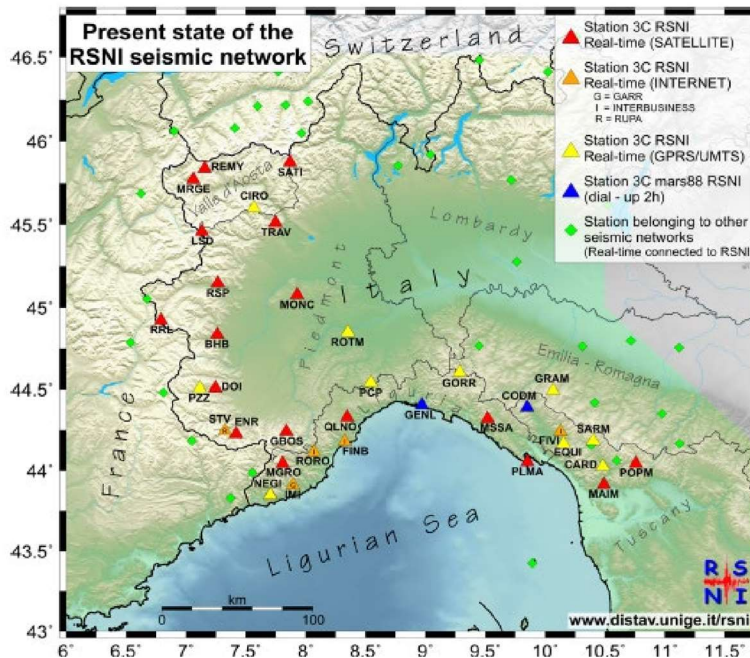 Present state of the
RSNI seismic network
Switzerland
Station 3C RSNI
Real-time (SATELLITE)
Station 3C RSNI
Real-time (INTERNET)
G = GARR
I = INTERBUSINESS
R = RUPA
Station 3C RSNI
Real-time (GPRS/UMTS)
Station 3C mars88 RSNI
(dial - up 2h)
Station belonging to other
seismic networks
(Real-time connected to RSNI
46.5˚
46˚
45.5˚
45˚
44.5˚
44˚
43.5˚
43˚
REMY
SATI
MRGE
Valle d'Aosta
CIRO
LSD
TRAV
Lombardy
Piedmont
Italy
RSP
MONC
RRL
BHB
ROTM
Emilia - Romagna
PZZ
DOI
PCP
GORR
GRAM
CODM
STV
R
ENR
GBOS
QLNO
GENL
MSSA
I
FIVI
SARM
EQUI
CARD
RORO
I
FINB
I
MGRO
NEGI
G
IMI
PLMA
MAIM
POPM
France
Ligurian Sea
Tuscany
km
0
100
R S
N I
www.distav.unige.it/rsni
6˚ 6.5˚ 7˚ 7.5˚ 8˚ 8.5˚ 9˚ 9.5˚ 10˚ 10.5˚ 11˚ 11.5˚